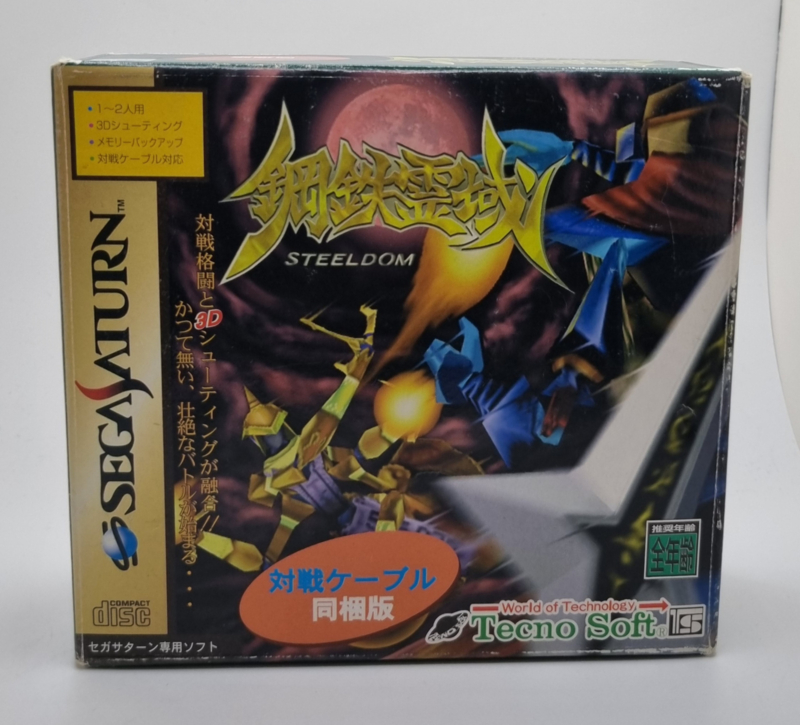 ・1～2人用
・3Dシューティング
・メモリーバックアップ
・対戦ケーブル対応
SEGA SATURN™
鋼鉄霊域
STEELDOM
対戦格闘と3Dシューティングが融合!!
かつて無い、壮絶なバトルが始まる・・・
対戦ケーブル
同梱版
推奨年齢
全年齢
World of Technology
Tecno Soft®
COMPACT
disc
セガサターン専用ソフト